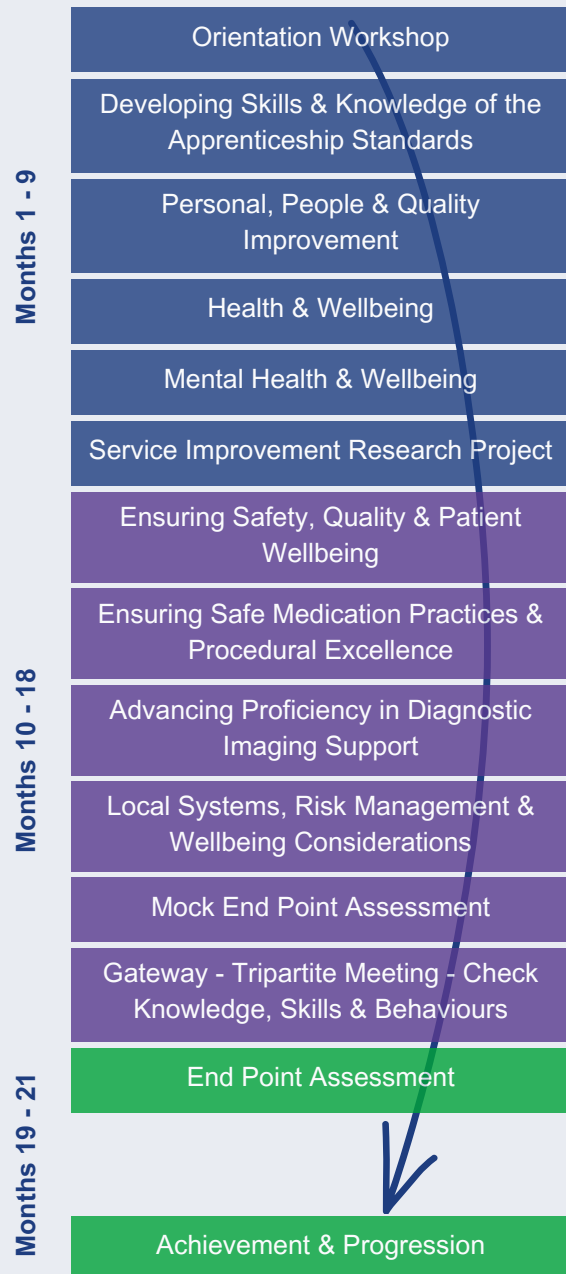 Months 1 - 9
Orientation Workshop
Developing Skills & Knowledge of the
Apprenticeship Standards
Personal, People & Quality
Improvement
Health & Wellbeing
Mental Health & Wellbeing
Service Improvement Research Project
Months 10 - 18
Ensuring Safety, Quality & Patient
Wellbeing
Ensuring Safe Medication Practices &
Procedural Excellence
Advancing Proficiency in Diagnostic
Imaging Support
Local Systems, Risk Management &
Wellbeing Considerations
Mock End Point Assessment
Gateway - Tripartite Meeting - Check
Knowledge, Skills & Behaviours
Months 19 - 21
End Point Assessment
Achievement & Progression